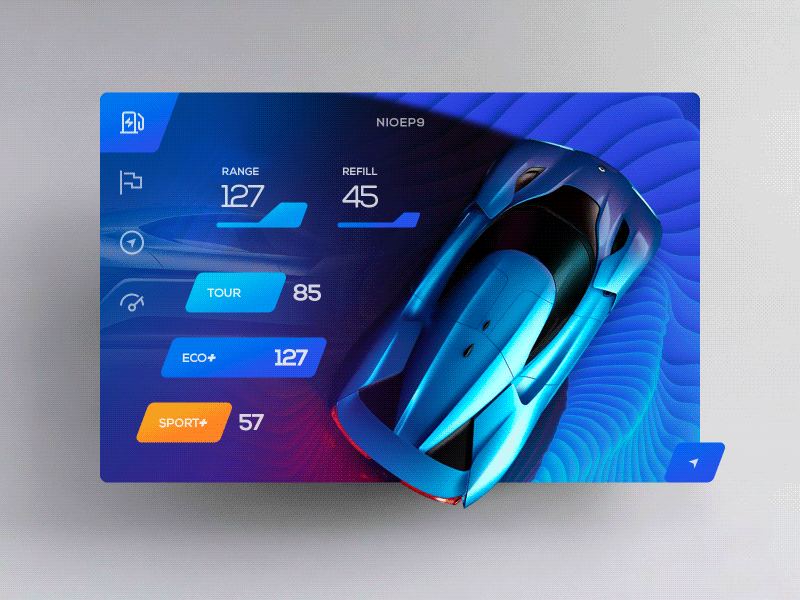 NIOEP9
RANGE REFILL
127 45
TOUR 85
ECO+ 127
SPORT+ 57